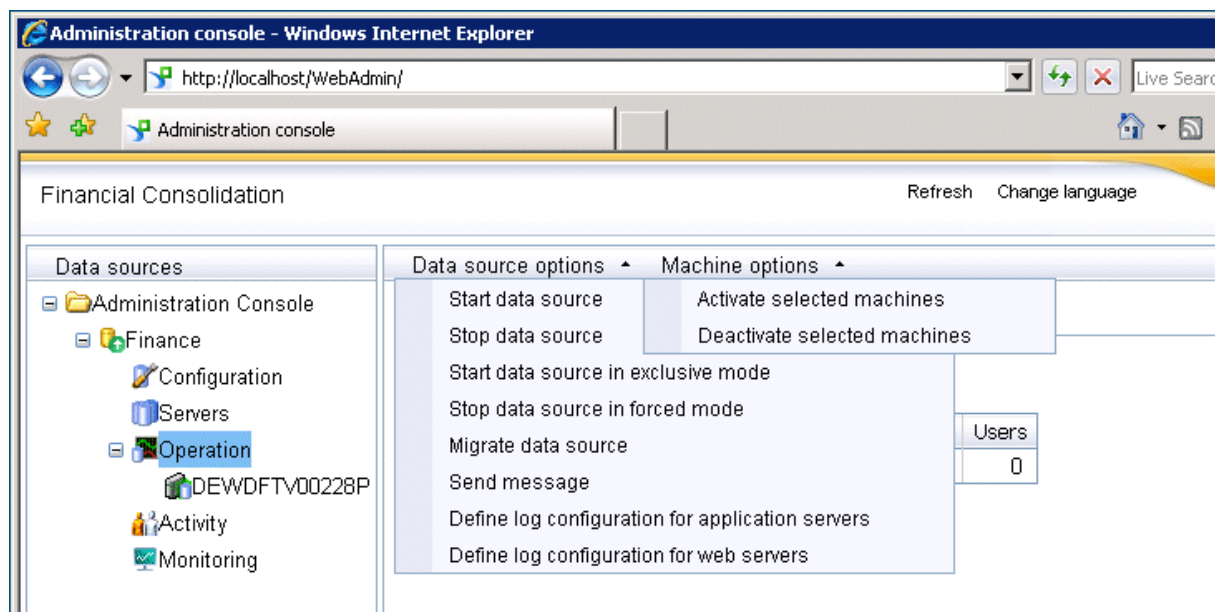 Administration console - Windows Internet Explorer
http://localhost/WebAdmin/
Live Searc
Administration console
Financial Consolidation
Refresh Change language
Data sources
Administration Console
Finance
Configuration
Servers
Operation
DEWDFTV00228P
Activity
Monitoring
Data source options
Start data source
Stop data source
Start data source in exclusive mode
Stop data source in forced mode
Migrate data source
Send message
Define log configuration for application servers
Define log configuration for web servers
Machine options
Activate selected machines
Deactivate selected machines
Users
0